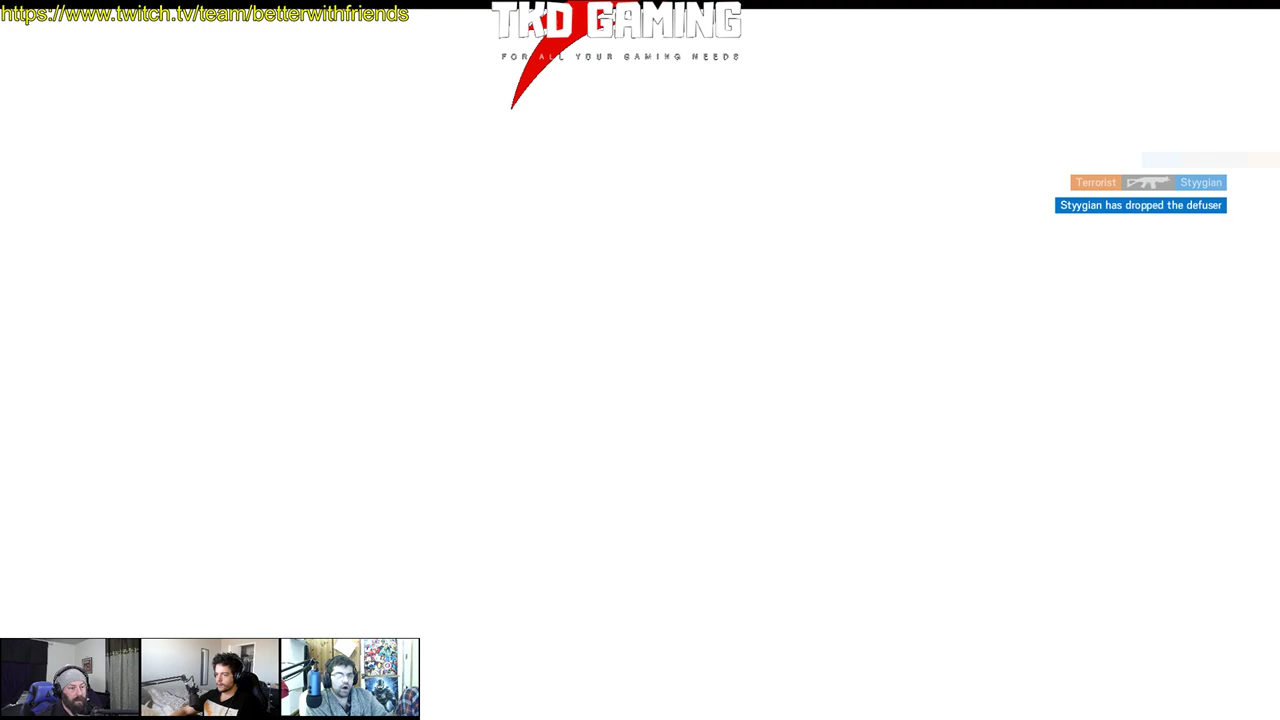 https://www.twitch.tv/team/betterwithfriends
TKD GAMING
FOR ALL YOUR GAMING NEEDS
Terrorist Styygian
Styygian has dropped the defuser